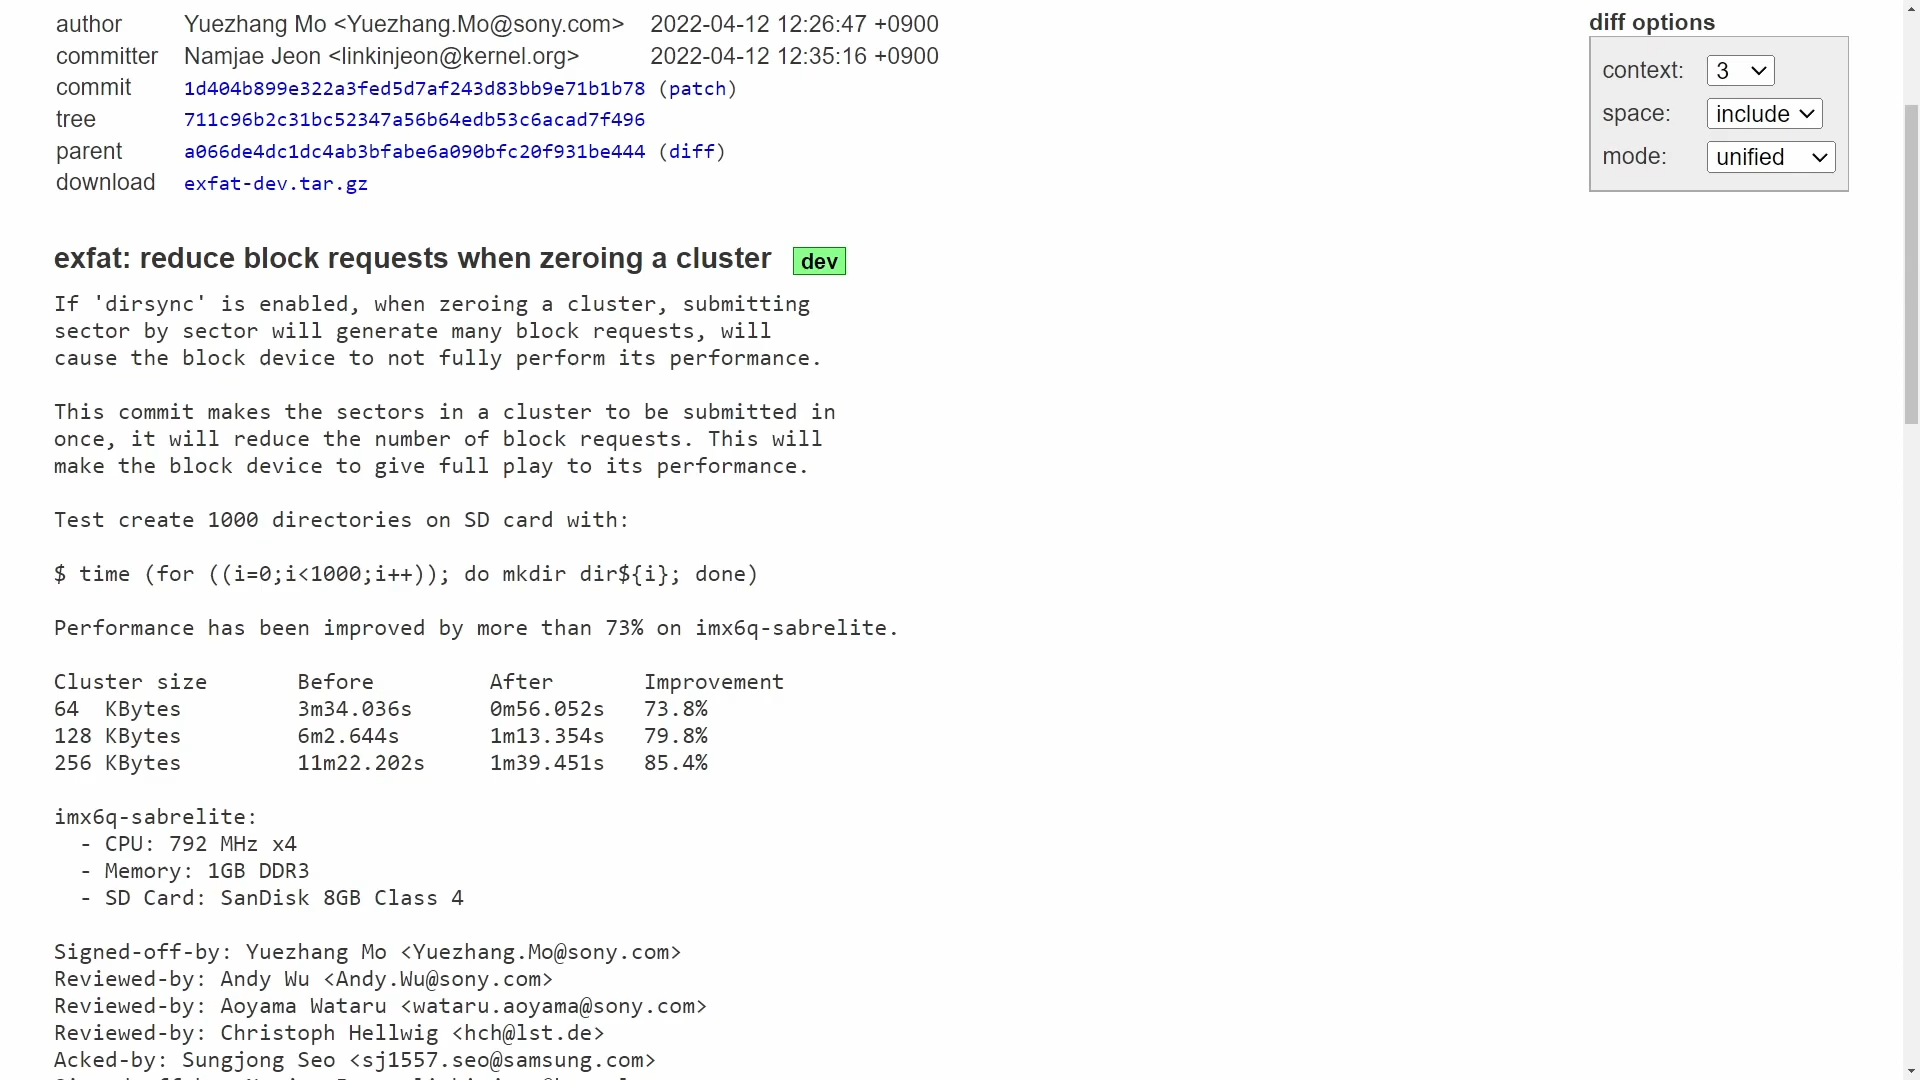 author Yuezhang Mo <Yuezhang.Mo@sony.com> 2022-04-12 12:26:47 +0900
committer Namjae Jeon <linkinjeon@kernel.org> 2022-04-12 12:35:16 +0900
commit 1d404b899e322a3fed5d7af243d83bb9e71b1b78 (patch)
tree 711c96b2c31bc52347a56b64edb53c6acad7f496
parent a066de4dc1dc4ab3bfabe6a090bfc20f931be444 (diff)
download exfat-dev.tar.gz
diff options
context: 3
space: include
mode: unified
exfat: reduce block requests when zeroing a cluster dev
If 'dirsync' is enabled, when zeroing a cluster, submitting
sector by sector will generate many block requests, will
cause the block device to not fully perform its performance.
This commit makes the sectors in a cluster to be submitted in
once, it will reduce the number of block requests. This will
make the block device to give full play to its performance.
Test create 1000 directories on SD card with:
$ time (for ((i=0;i<1000;i++)); do mkdir dir${i}; done)
Performance has been improved by more than 73% on imx6q-sabrelite.
Cluster size Before After Improvement
64 KBytes 3m34.036s 0m56.052s 73.8%
128 KBytes 6m2.644s 1m13.354s 79.8%
256 KBytes 11m22.202s 1m39.451s 85.4%
imx6q-sabrelite:
- CPU: 792 MHz x4
- Memory: 1GB DDR3
- SD Card: SanDisk 8GB Class 4
Signed-off-by: Yuezhang Mo <Yuezhang.Mo@sony.com>
Reviewed-by: Andy Wu <Andy.Wu@sony.com>
Reviewed-by: Aoyama Wataru <wataru.aoyama@sony.com>
Reviewed-by: Christoph Hellwig <hch@lst.de>
Acked-by: Sungjong Seo <sj1557.seo@samsung.com>